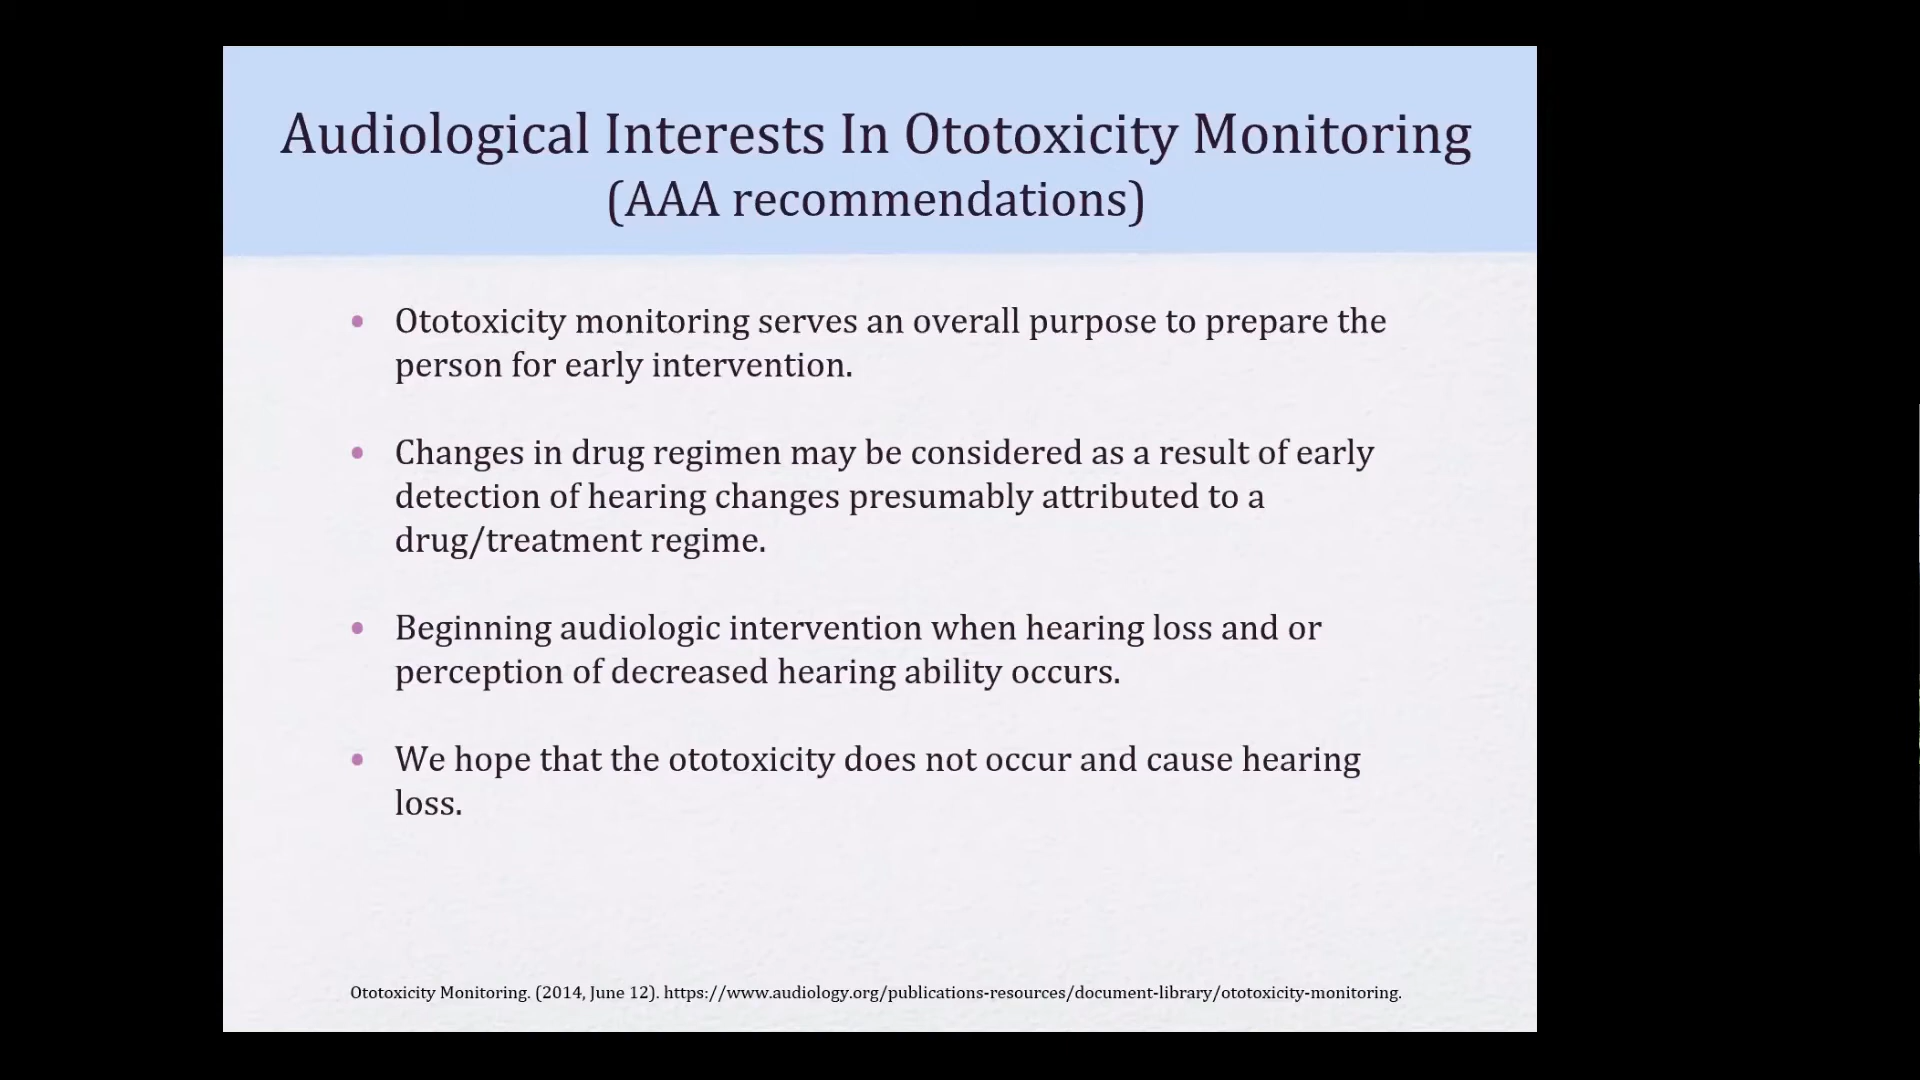 Audiological Interests In Ototoxicity Monitoring
(AAA recommendations)
• Ototoxicity monitoring serves an overall purpose to prepare the
person for early intervention.
• Changes in drug regimen may be considered as a result of early
detection of hearing changes presumably attributed to a
drug/treatment regime.
• Beginning audiologic intervention when hearing loss and or
perception of decreased hearing ability occurs.
• We hope that the ototoxicity does not occur and cause hearing
loss.
Ototoxicity Monitoring. (2014, June 12). https://www.audiology.org/publications-resources/document-library/ototoxicity-monitoring.